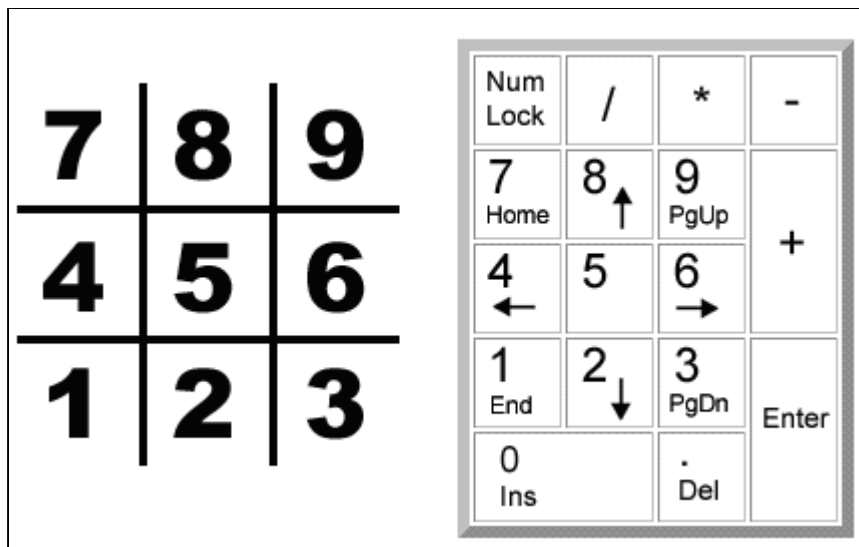 7 8 9
4 5 6
1 2 3
Num
Lock
/ * -
7 8 9
Home PgUp
+
4 5 6
1 2 3
End PgDn
Enter
0 .
Ins Del